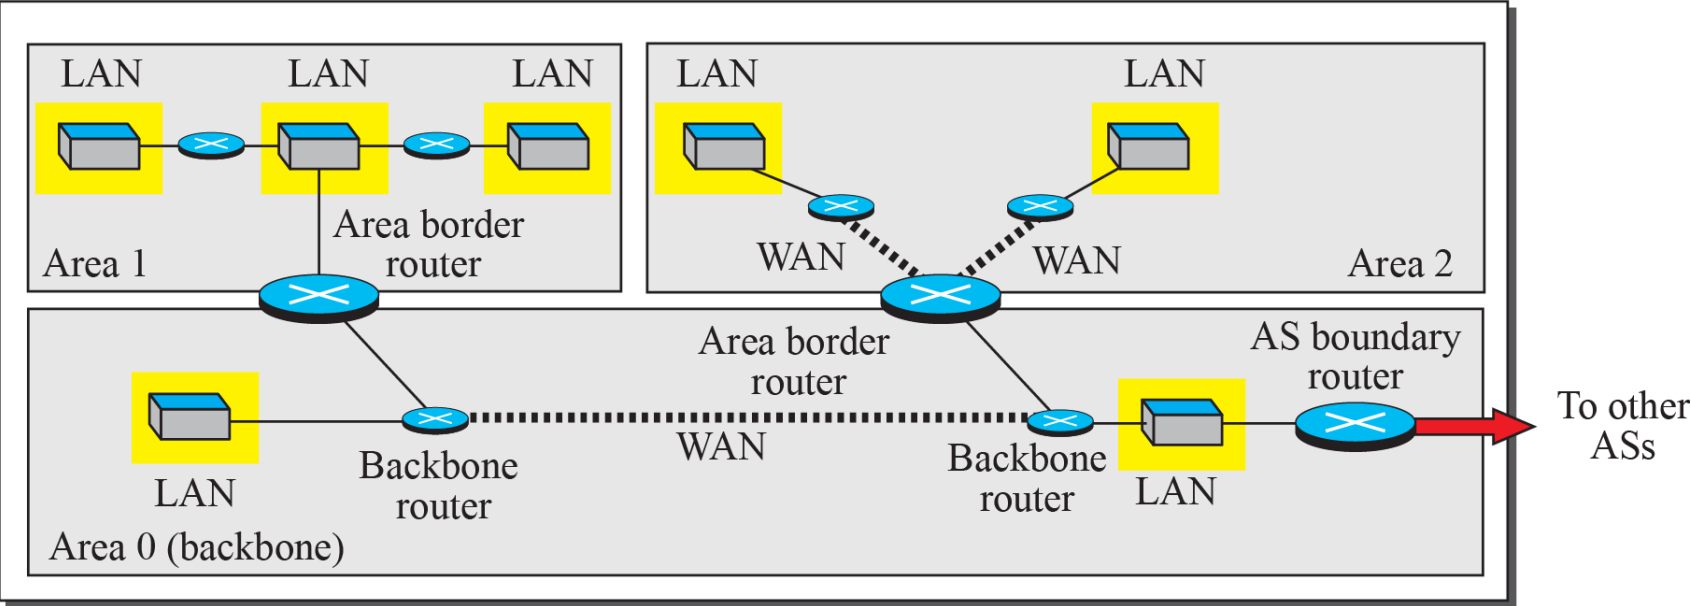 LAN
LAN
LAN
Area border
router
Area 1
LAN
LAN
WAN
WAN
Area 2
Area border
router
AS boundary
router
WAN
Backbone
router
Backbone
router
LAN
LAN
Area 0 (backbone)
To other
ASs